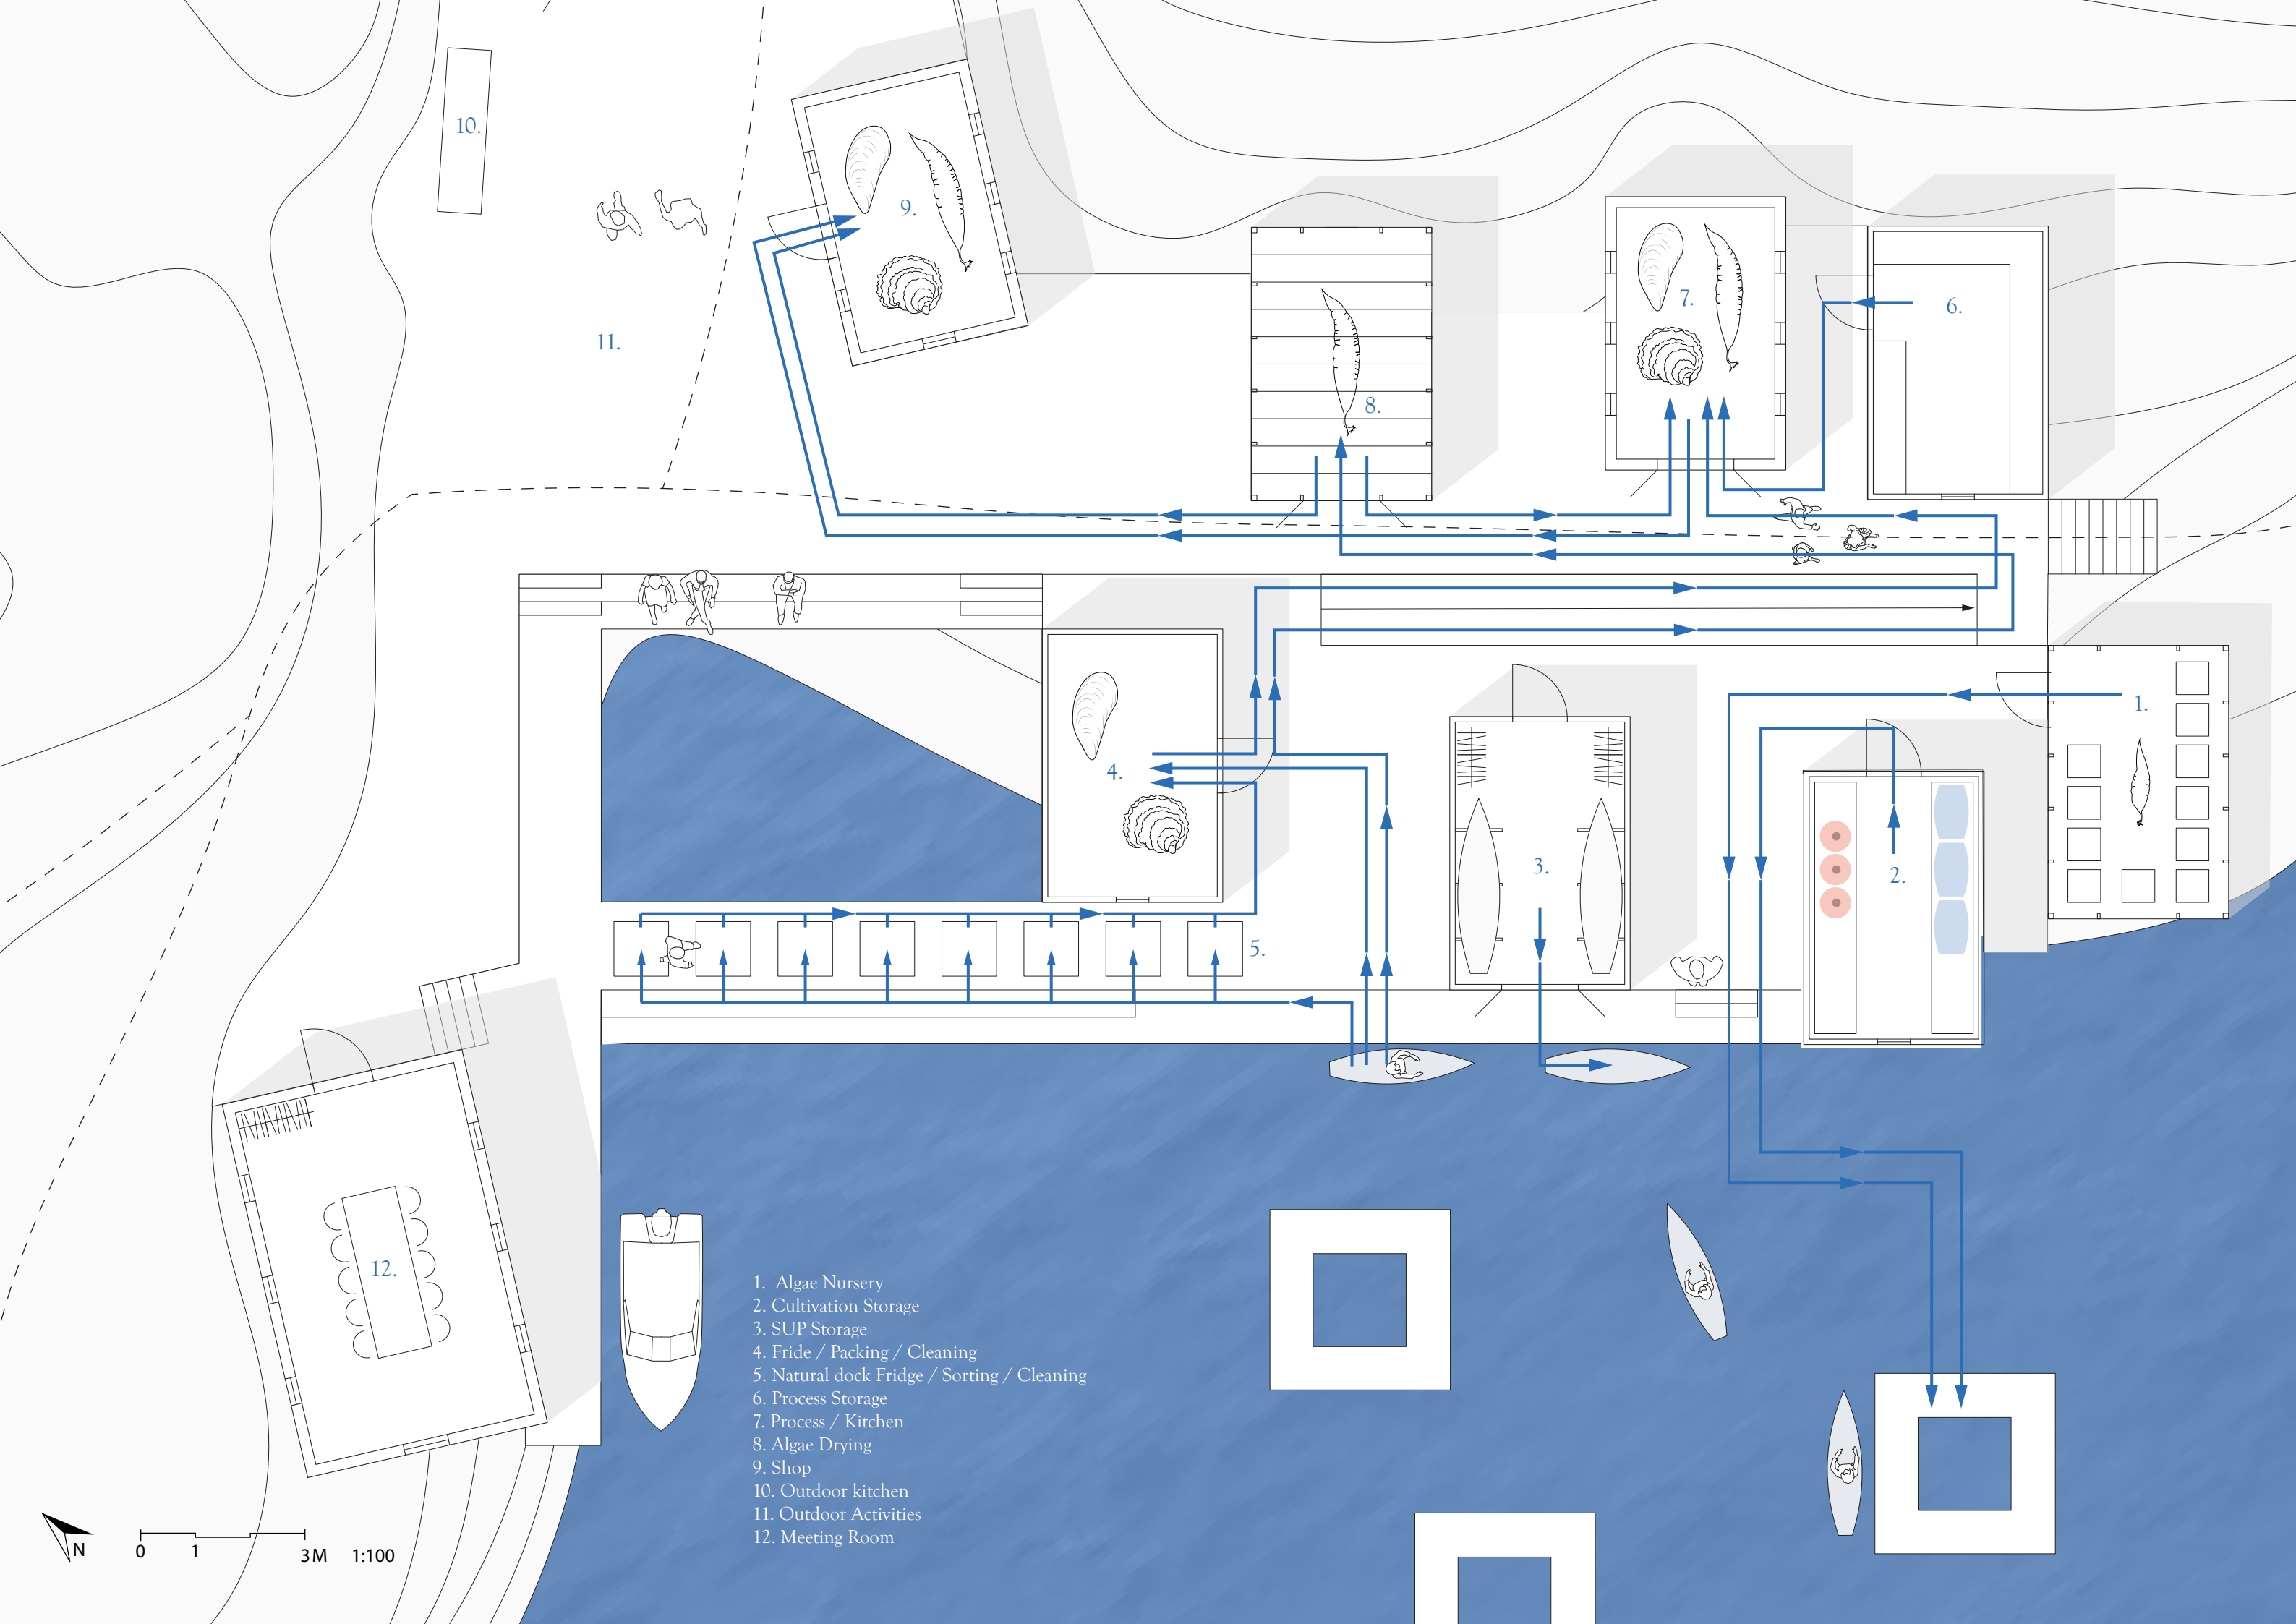 10.
9.
11.
8.
7.
6.
4.
5.
3.
2.
1.
12.
1. Algae Nursery
2. Cultivation Storage
3. SUP Storage
4. Fride / Packing / Cleaning
5. Natural dock Fridge / Sorting / Cleaning
6. Process Storage
7. Process / Kitchen
8. Algae Drying
9. Shop
10. Outdoor kitchen
11. Outdoor Activities
12. Meeting Room
N
0 1 3 M 1:100